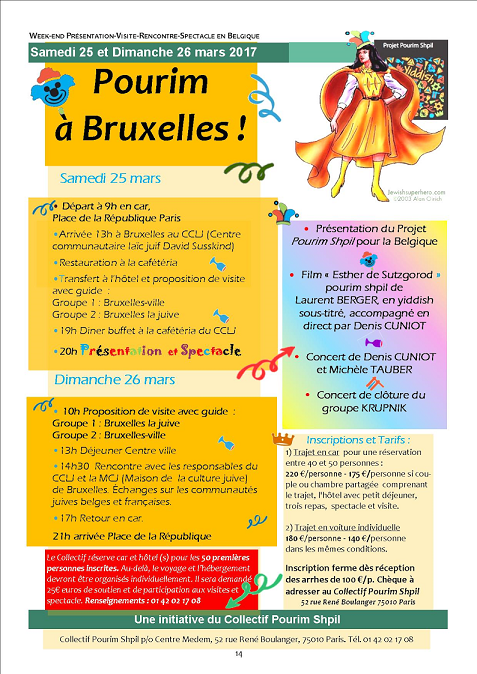 WEEK-END PRÉSENTATION-VISITE-RENCONTRE-SPECTACLE EN BELGIQUE
Samedi 25 et Dimanche 26 mars 2017
Projet Pourim Shpil
Yiddish
Pourim
à Bruxelles !
Jewishsuperhero.com
©2003 Alan Oirich
Samedi 25 mars
• Départ à 9h en car,
Place de la République Paris
•Arrivée 13h à Bruxelles au CCLJ (Centre
communautaire laïc juif David Susskind)
•Restauration à la cafétéria
•Transfert à l'hôtel et proposition de visite
avec guide :
Groupe 1 : Bruxelles-ville
Groupe 2 : Bruxelles la juive
• 19h Diner buffet à la cafétéria du CCLJ
• 20h Présentation et Spectacle
• Présentation du Projet
Pourim Shpil pour la Belgique
• Film « Esther de Sutzgorod »
pourim shpil de
Laurent BERGER, en yiddish
sous-titré, accompagné en
direct par Denis CUNIOT
• Concert de Denis CUNIOT
et Michèle TAUBER
• Concert de clôture du
groupe KRUPNIK
Dimanche 26 mars
• 10h Proposition de visite avec guide :
Groupe 1 : Bruxelles la juive
Groupe 2 : Bruxelles-ville
• 13h Déjeuner Centre ville
• 14h30 Rencontre avec les responsables du
CCLJ et la MCJ (Maison de la culture juive)
de Bruxelles. Échanges sur les communautés
juives belges et françaises.
• 17h Retour en car.
21h arrivée Place de la République
Inscriptions et Tarifs :
1) Trajet en car pour une réservation
entre 40 et 50 personnes :
220 €/personne - 175 €/personne si cou-
ple ou chambre partagée comprenant
le trajet, l'hôtel avec petit déjeuner,
trois repas, spectacle et visite.
2) Trajet en voiture individuelle
180 €/personne - 140 €/personne
dans les mêmes conditions.
Inscription ferme dès réception
des arrhes de 100 €/p. Chèque à
adresser au Collectif Pourim Shpil
52 rue René Boulanger 75010 Paris
Le Collectif réserve car et hôtel (s) pour les 50 premières
personnes inscrites. Au-delà, le voyage et l'hébergement
devront être organisés individuellement. Il sera demandé
25€ euros de soutien et de participation aux visites et
spectacle. Renseignements : 01 42 02 17 08
Une initiative du Collectif Pourim Shpil
Collectif Pourim Shpil p/o Centre Medem, 52 rue René Boulanger, 75010 Paris. Tél. 01 42 02 17 08
14